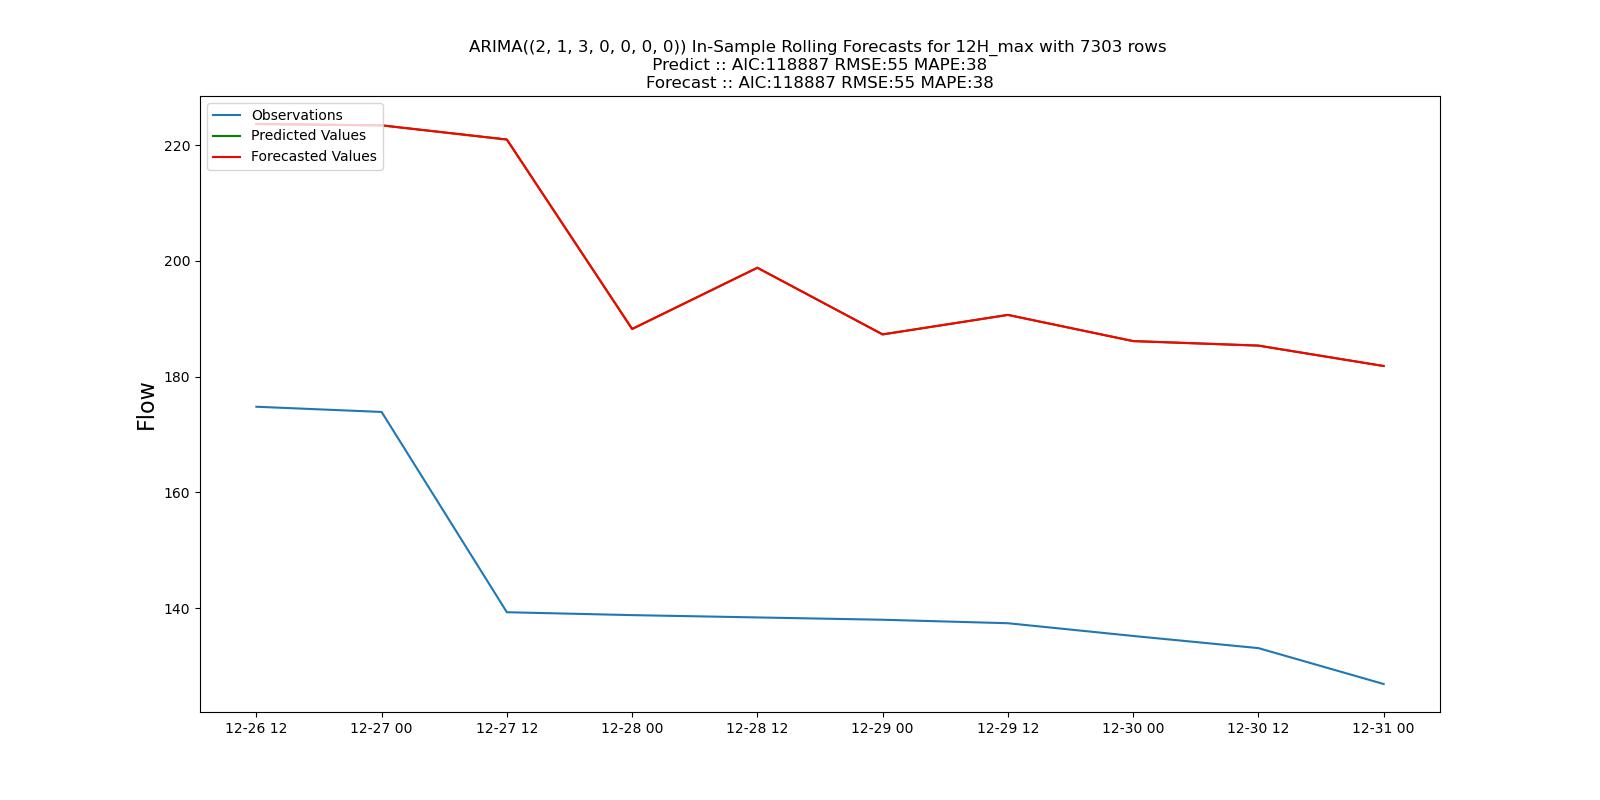 ARIMA((2, 1, 3, 0, 0, 0, 0)) In-Sample Rolling Forecasts for 12H_max with 7303 rows
Predict :: AIC:118887 RMSE:55 MAPE:38
Forecast :: AIC:118887 RMSE:55 MAPE:38
Observations
Predicted Values
Forecasted Values
220
200
180
160
140
Flow
12-26 12
12-27 00
12-27 12
12-28 00
12-28 12
12-29 00
12-29 12
12-30 00
12-30 12
12-31 00